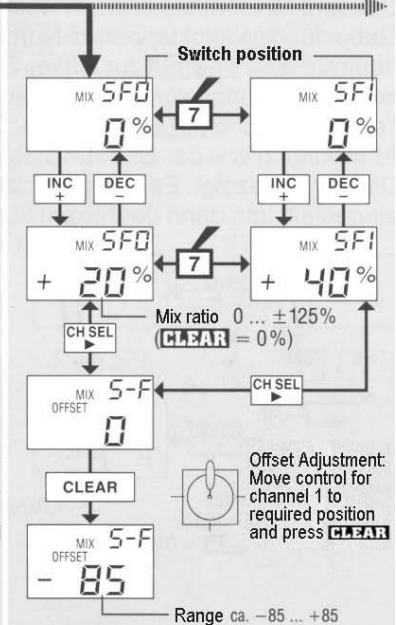 Switch position
MIX SF0
0%
7
MIX SF1
0%
INC +
DEC −
INC +
DEC −
MIX SF0
+ 20%
7
MIX SF1
+ 40%
Mix ratio 0 ... ±125%
(CLEAR = 0%)
CH SEL ▶
MIX S-F
OFFSET
0
CH SEL ▶
CLEAR
Offset Adjustment:
Move control for
channel 1 to
required position
and press CLEAR
MIX S-F
OFFSET
− 85
Range ca. −85 ... +85